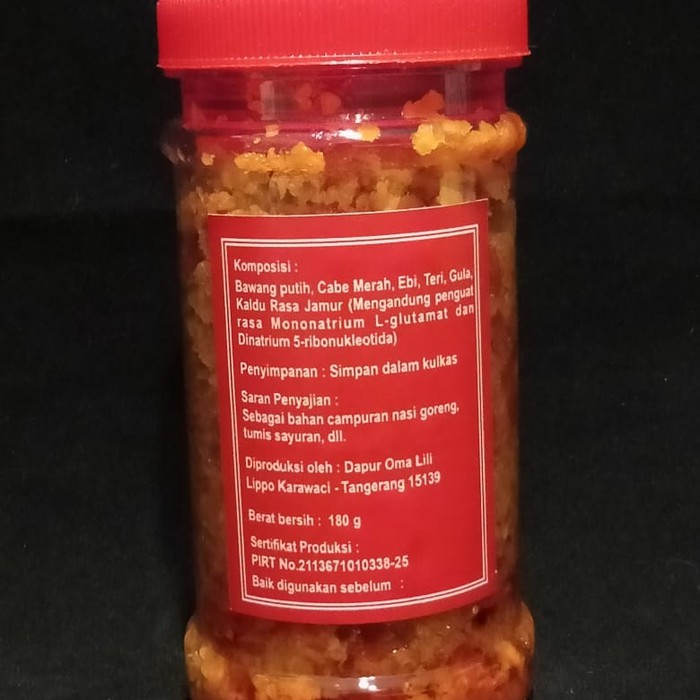 Komposisi :
Bawang putih, Cabe Merah, Ebi, Teri, Gula,
Kaldu Rasa Jamur (Mengandung penguat
rasa Mononatrium L-glutamat dan
Dinatrium 5-ribonukleotida)
Penyimpanan : Simpan dalam kulkas
Saran Penyajian :
Sebagai bahan campuran nasi goreng,
tumis sayuran, dll.
Diproduksi oleh : Dapur Oma Lili
Lippo Karawaci - Tangerang 15139
Berat bersih : 180 g
Sertifikat Produksi :
PIRT No.2113671010338-25
Baik digunakan sebelum :